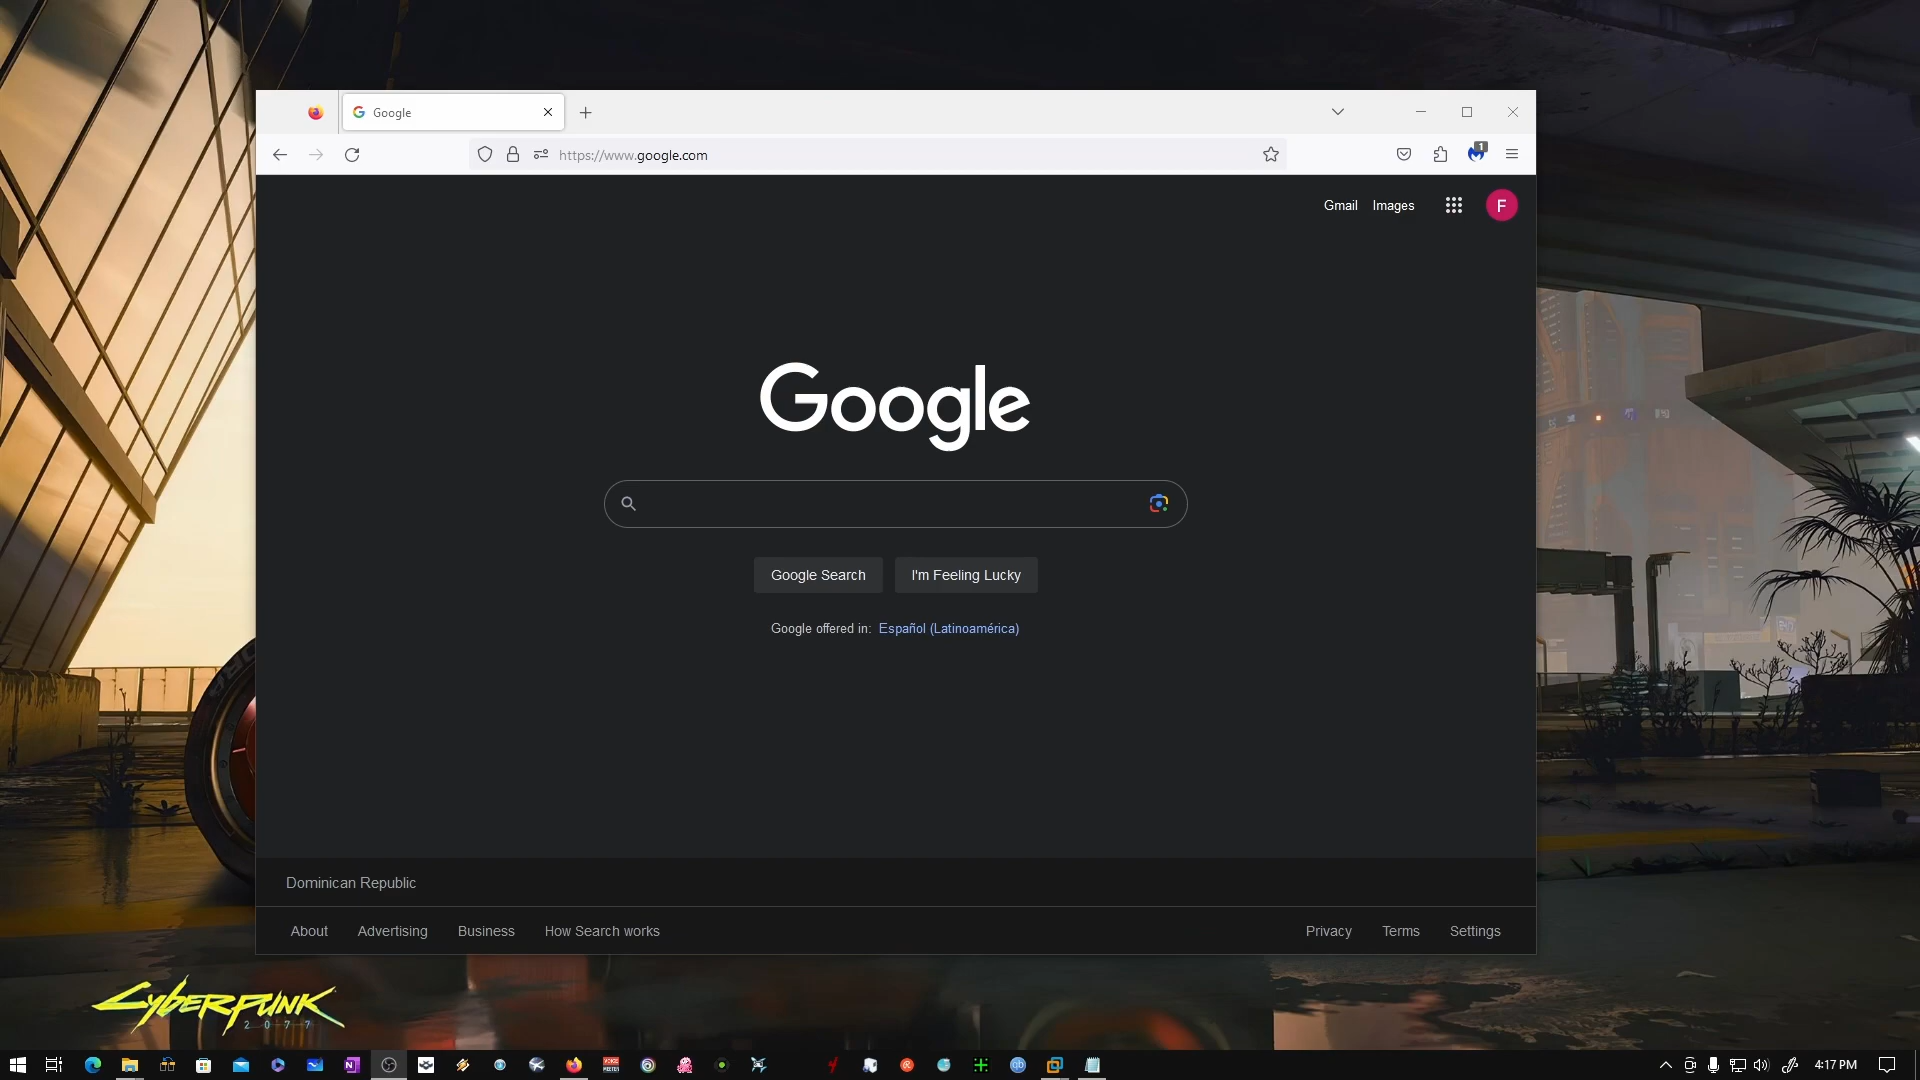 Google
https://www.google.com
1
Gmail Images F
Google
Google Search I'm Feeling Lucky
Google offered in: Español (Latinoamérica)
Dominican Republic
About Advertising Business How Search works Privacy Terms Settings
Cyberpunk
2077
4:17 PM